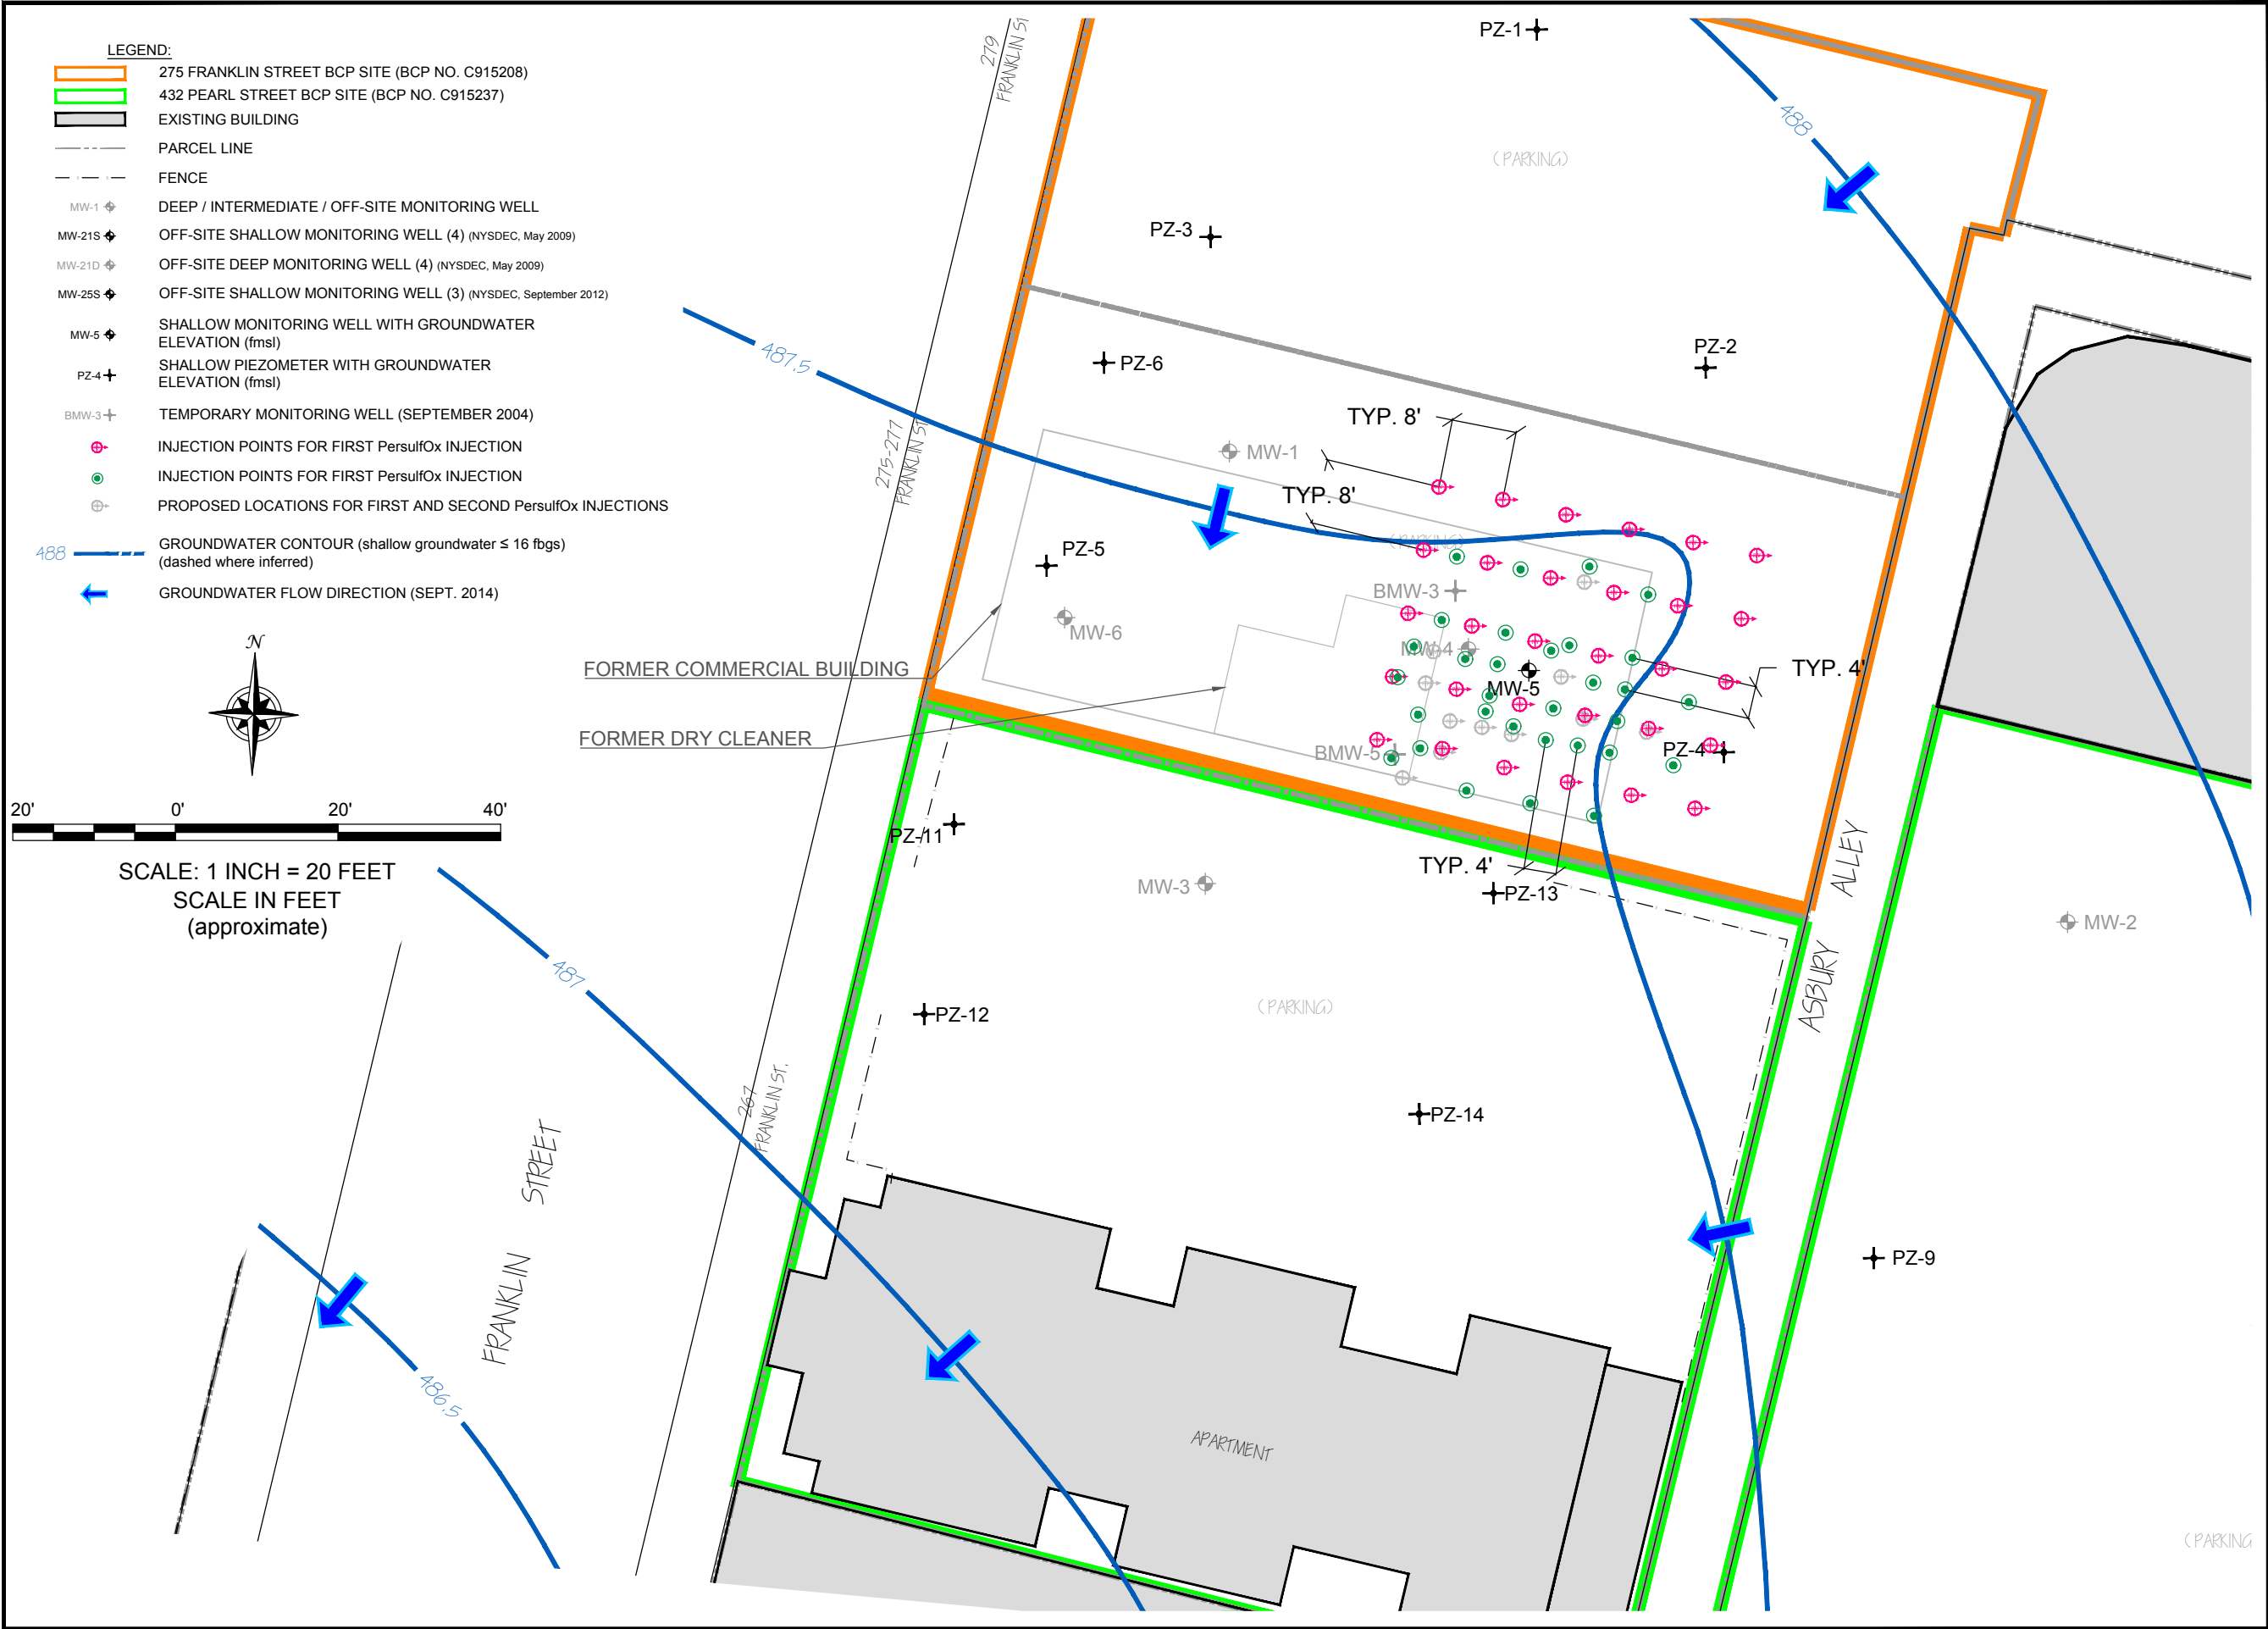 LEGEND:
275 FRANKLIN STREET BCP SITE (BCP NO. C915208)
432 PEARL STREET BCP SITE (BCP NO. C915237)
EXISTING BUILDING
PARCEL LINE
FENCE
MW-1 DEEP / INTERMEDIATE / OFF-SITE MONITORING WELL
MW-21S OFF-SITE SHALLOW MONITORING WELL (4) (NYSDEC, May 2009)
MW-21D OFF-SITE DEEP MONITORING WELL (4) (NYSDEC, May 2009)
MW-25S OFF-SITE SHALLOW MONITORING WELL (3) (NYSDEC, September 2012)
MW-5 SHALLOW MONITORING WELL WITH GROUNDWATER
ELEVATION (fmsl)
PZ-4 SHALLOW PIEZOMETER WITH GROUNDWATER
ELEVATION (fmsl)
BMW-3 TEMPORARY MONITORING WELL (SEPTEMBER 2004)
INJECTION POINTS FOR FIRST PersulfOx INJECTION
INJECTION POINTS FOR FIRST PersulfOx INJECTION
PROPOSED LOCATIONS FOR FIRST AND SECOND PersulfOx INJECTIONS
488 GROUNDWATER CONTOUR (shallow groundwater ≤ 16 fbgs)
(dashed where inferred)
GROUNDWATER FLOW DIRECTION (SEPT. 2014)
N
20' 0' 20' 40'
SCALE: 1 INCH = 20 FEET
SCALE IN FEET
(approximate)
279
FRANKLIN ST
PZ-1
488
(PARKING)
PZ-3
487.5
PZ-6
PZ-2
TYP. 8'
275-277
FRANKLIN ST
MW-1
TYP. 8'
(PARKING)
PZ-5
BMW-3
MW-6
MW-4
FORMER COMMERCIAL BUILDING
TYP. 4'
MW-5
FORMER DRY CLEANER
BMW-5
PZ-4
PZ-11
TYP. 4'
MW-3
PZ-13
ASBURY ALLEY
MW-2
487
PZ-12
(PARKING)
267
FRANKLIN ST.
PZ-14
FRANKLIN STREET
PZ-9
486.5
APARTMENT
(PARKING